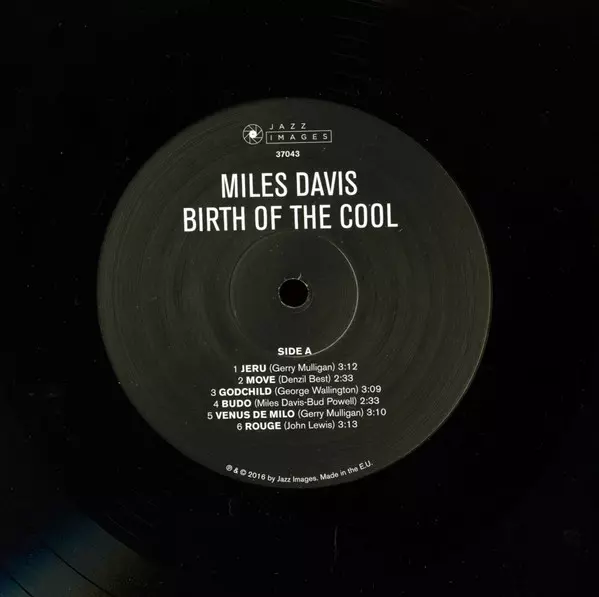 JAZZ
IMAGES
37043
MILES DAVIS
BIRTH OF THE COOL
SIDE A
1 JERU (Gerry Mulligan) 3:12
2 MOVE (Denzil Best) 2:33
3 GODCHILD (George Wallington) 3:09
4 BUDO (Miles Davis-Bud Powell) 2:33
5 VENUS DE MILO (Gerry Mulligan) 3:10
6 ROUGE (John Lewis) 3:13
℗ & © 2016 by Jazz Images. Made in the E.U.